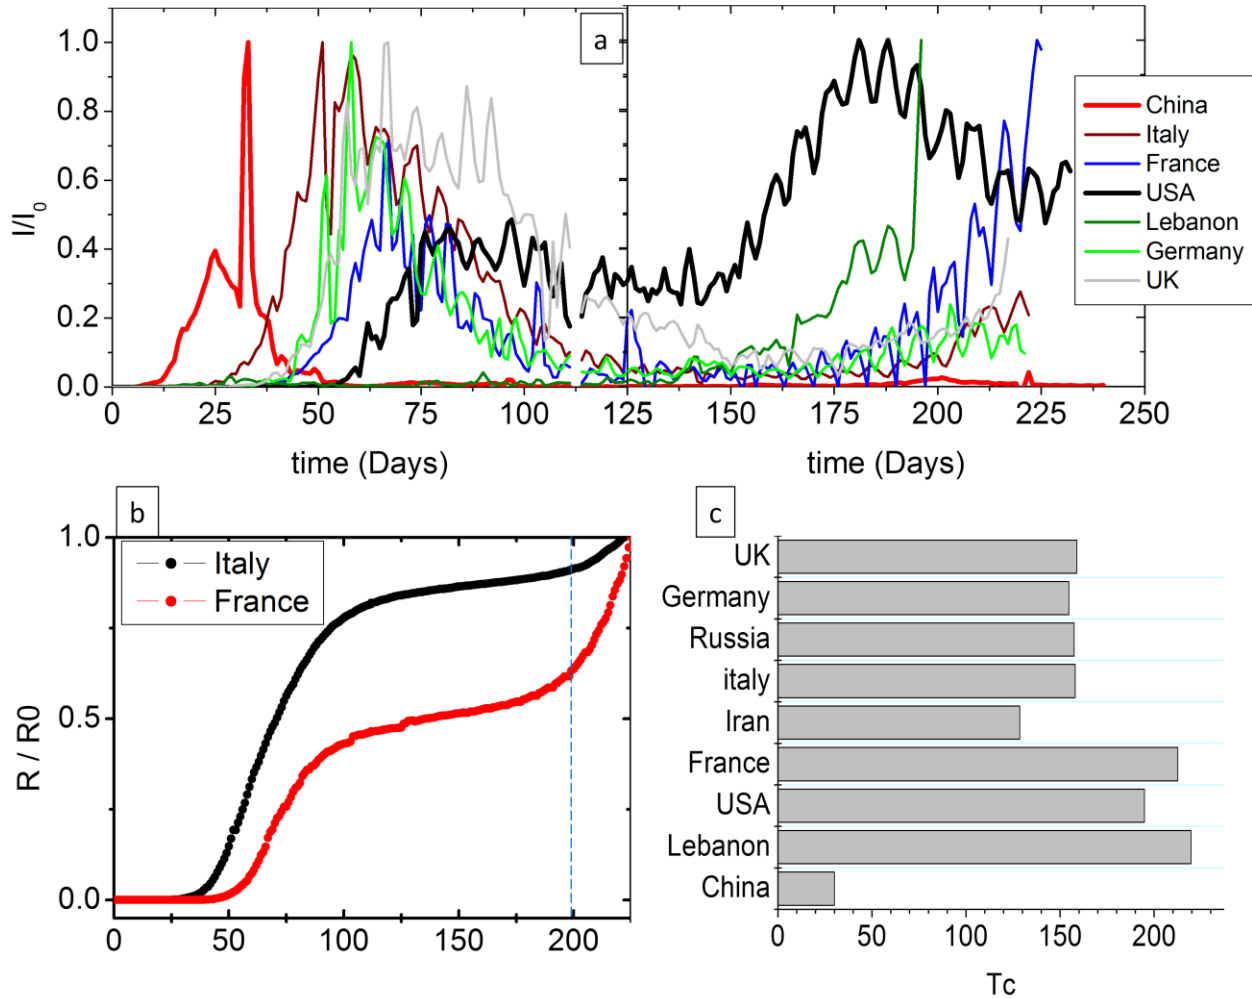 a
1.0
0.8
0.6
0.4
0.2
0.0
I/I0
0 25 50 75 100 125 150 175 200 225 250
time (Days) time (Days)
China
Italy
France
USA
Lebanon
Germany
UK
b
1.0
0.5
0.0
R / R0
Italy
France
0 50 100 150 200
c
UK
Germany
Russia
italy
Iran
France
USA
Lebanon
China
0 50 100 150 200
Tc